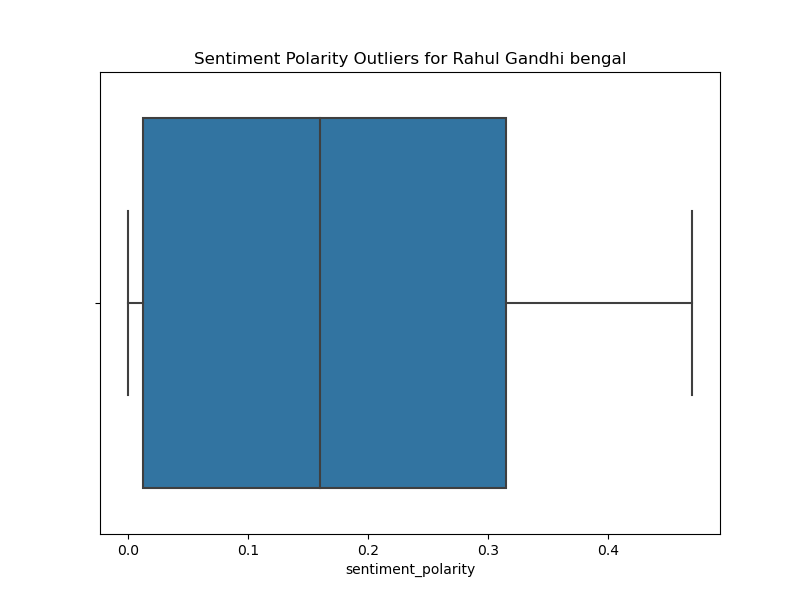 Sentiment Polarity Outliers for Rahul Gandhi bengal
0.0 0.1 0.2 0.3 0.4
sentiment_polarity